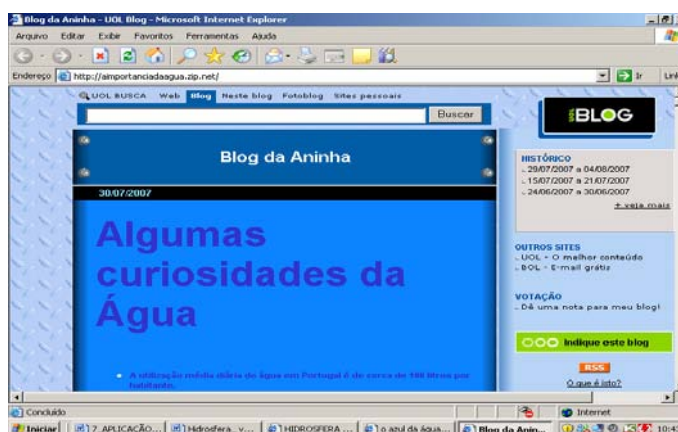 Blog da Aninha - UOL Blog - Microsoft Internet Explorer
Arquivo Editar Exibir Favoritos Ferramentas Ajuda
Endereço http://aimportanciadaagua.zip.net/ Ir
UOL BUSCA Web Blog Neste blog Fotoblog Sites pessoais
Buscar
BLOG
Blog da Aninha
30/07/2007
Algumas
curiosidades da
Água
A utilização média diária de água em Portugal é de cerca de litros por
habitante.
HISTÓRICO
29/07/2007 a 04/08/2007
15/07/2007 a 21/07/2007
24/06/2007 a 30/06/2007
+ veja mais
OUTROS SITES
UOL - O melhor conteúdo
BOL - E-mail grátis
VOTAÇÃO
Dê uma nota para meu blog!
Indique este blog
RSS
O que é isto?
Concluído Internet
Iniciar 7_APLICAÇÃO... Hidrosfera_v... HIDROSFERA ... o azul da água... Blog da Anin...